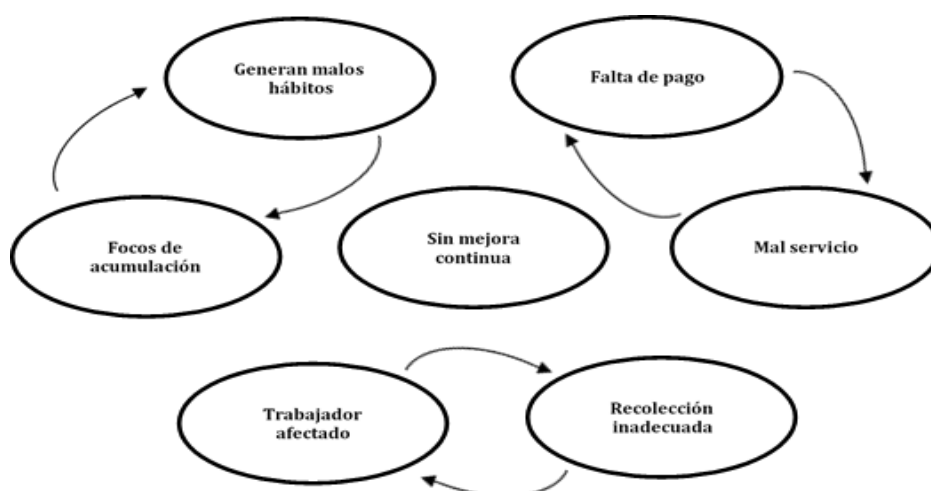 Generan malos
hábitos
Falta de pago
Focos de
acumulación
Sin mejora
continua
Mal servicio
Trabajador
afectado
Recolección
inadecuada